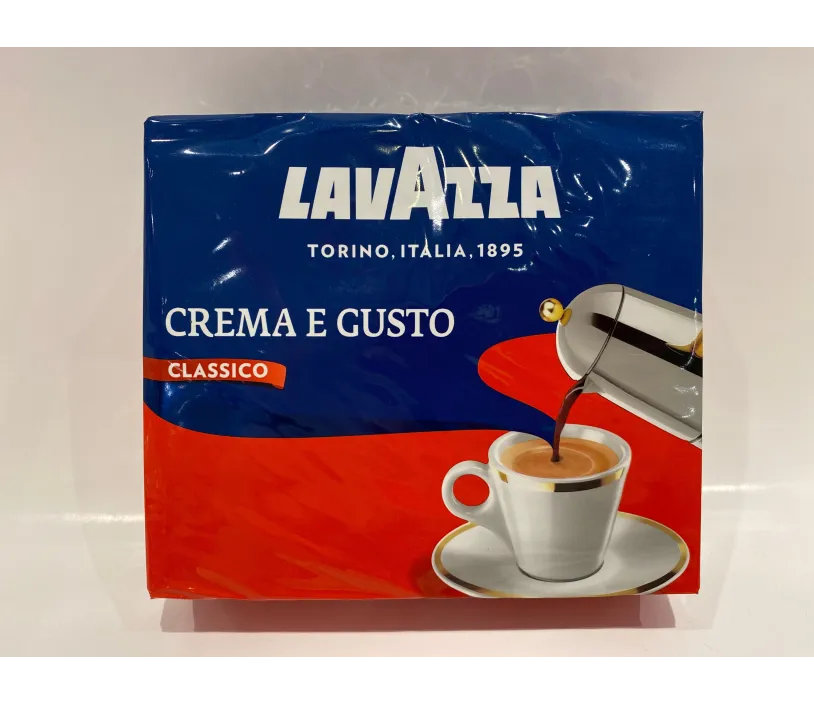 LAVAZZA
TORINO, ITALIA, 1895
CREMA E GUSTO
CLASSICO